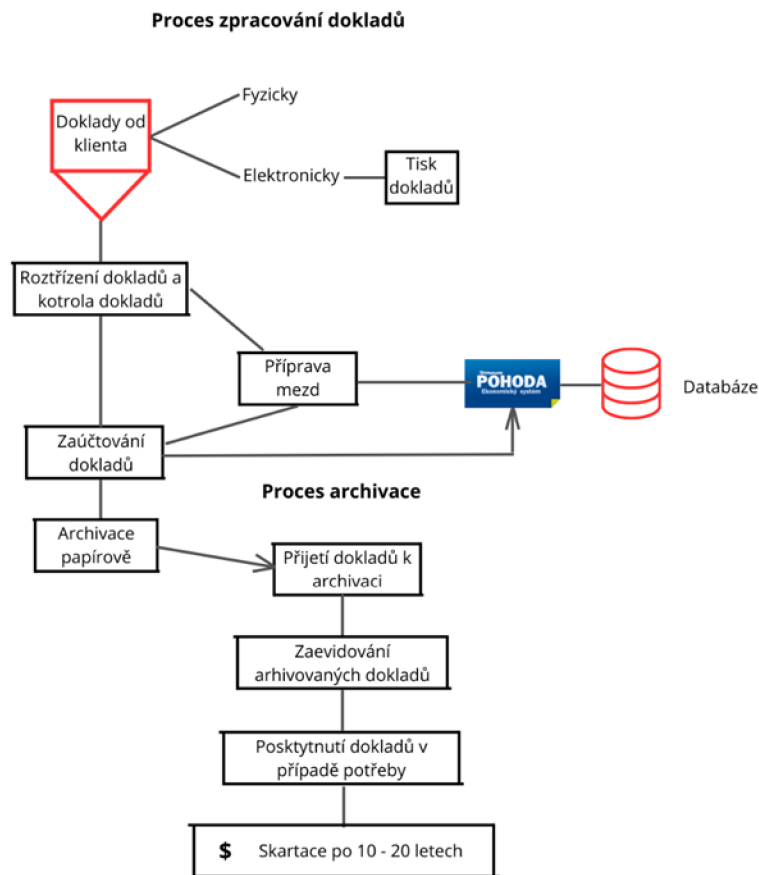 Proces zpracování dokladů
Fyzicky
Doklady od
klienta
Elektronicky
Tisk
dokladů
Roztřízení dokladů a
kotrola dokladů
Příprava
mezd
POHODA
Ekonomický systém
Databáze
Zaúčtování
dokladů
Proces archivace
Archivace
papírově
Přijetí dokladů k
archivaci
Zaevidování
arhivovaných dokladů
Posktytnutí dokladů v
případě potřeby
$ Skartace po 10 - 20 letech